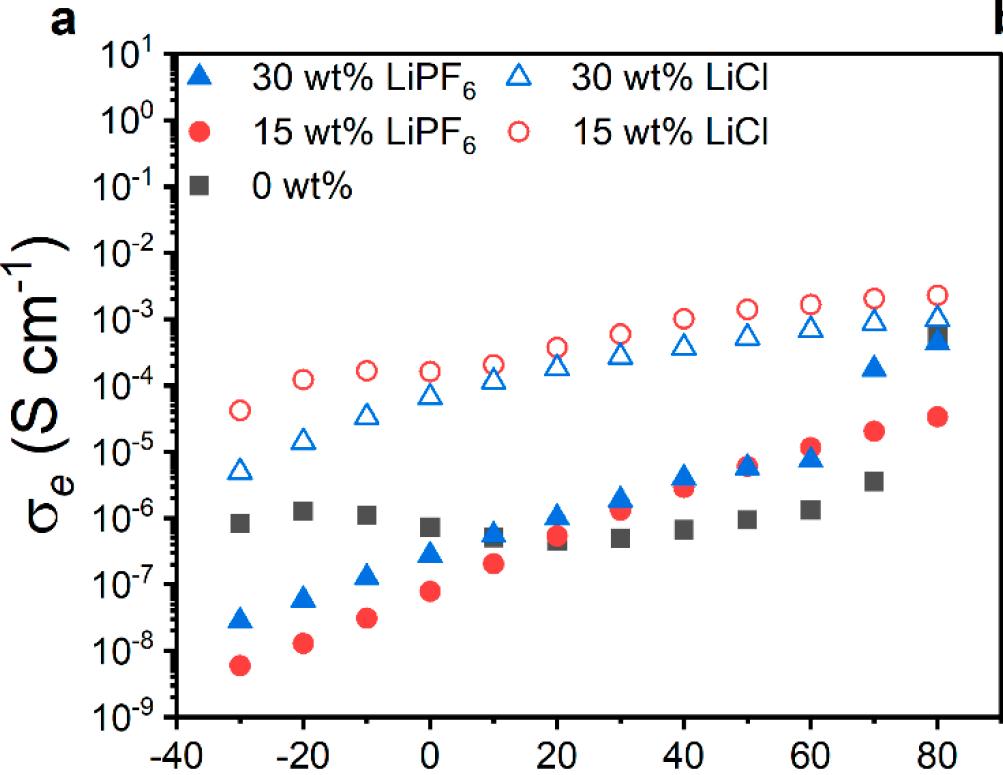 a
b
30 wt% LiPF₆ 30 wt% LiCl
15 wt% LiPF₆ 15 wt% LiCl
0 wt%
σₑ (S cm⁻¹)
10¹
10⁰
10⁻¹
10⁻²
10⁻³
10⁻⁴
10⁻⁵
10⁻⁶
10⁻⁷
10⁻⁸
10⁻⁹
-40 -20 0 20 40 60 80